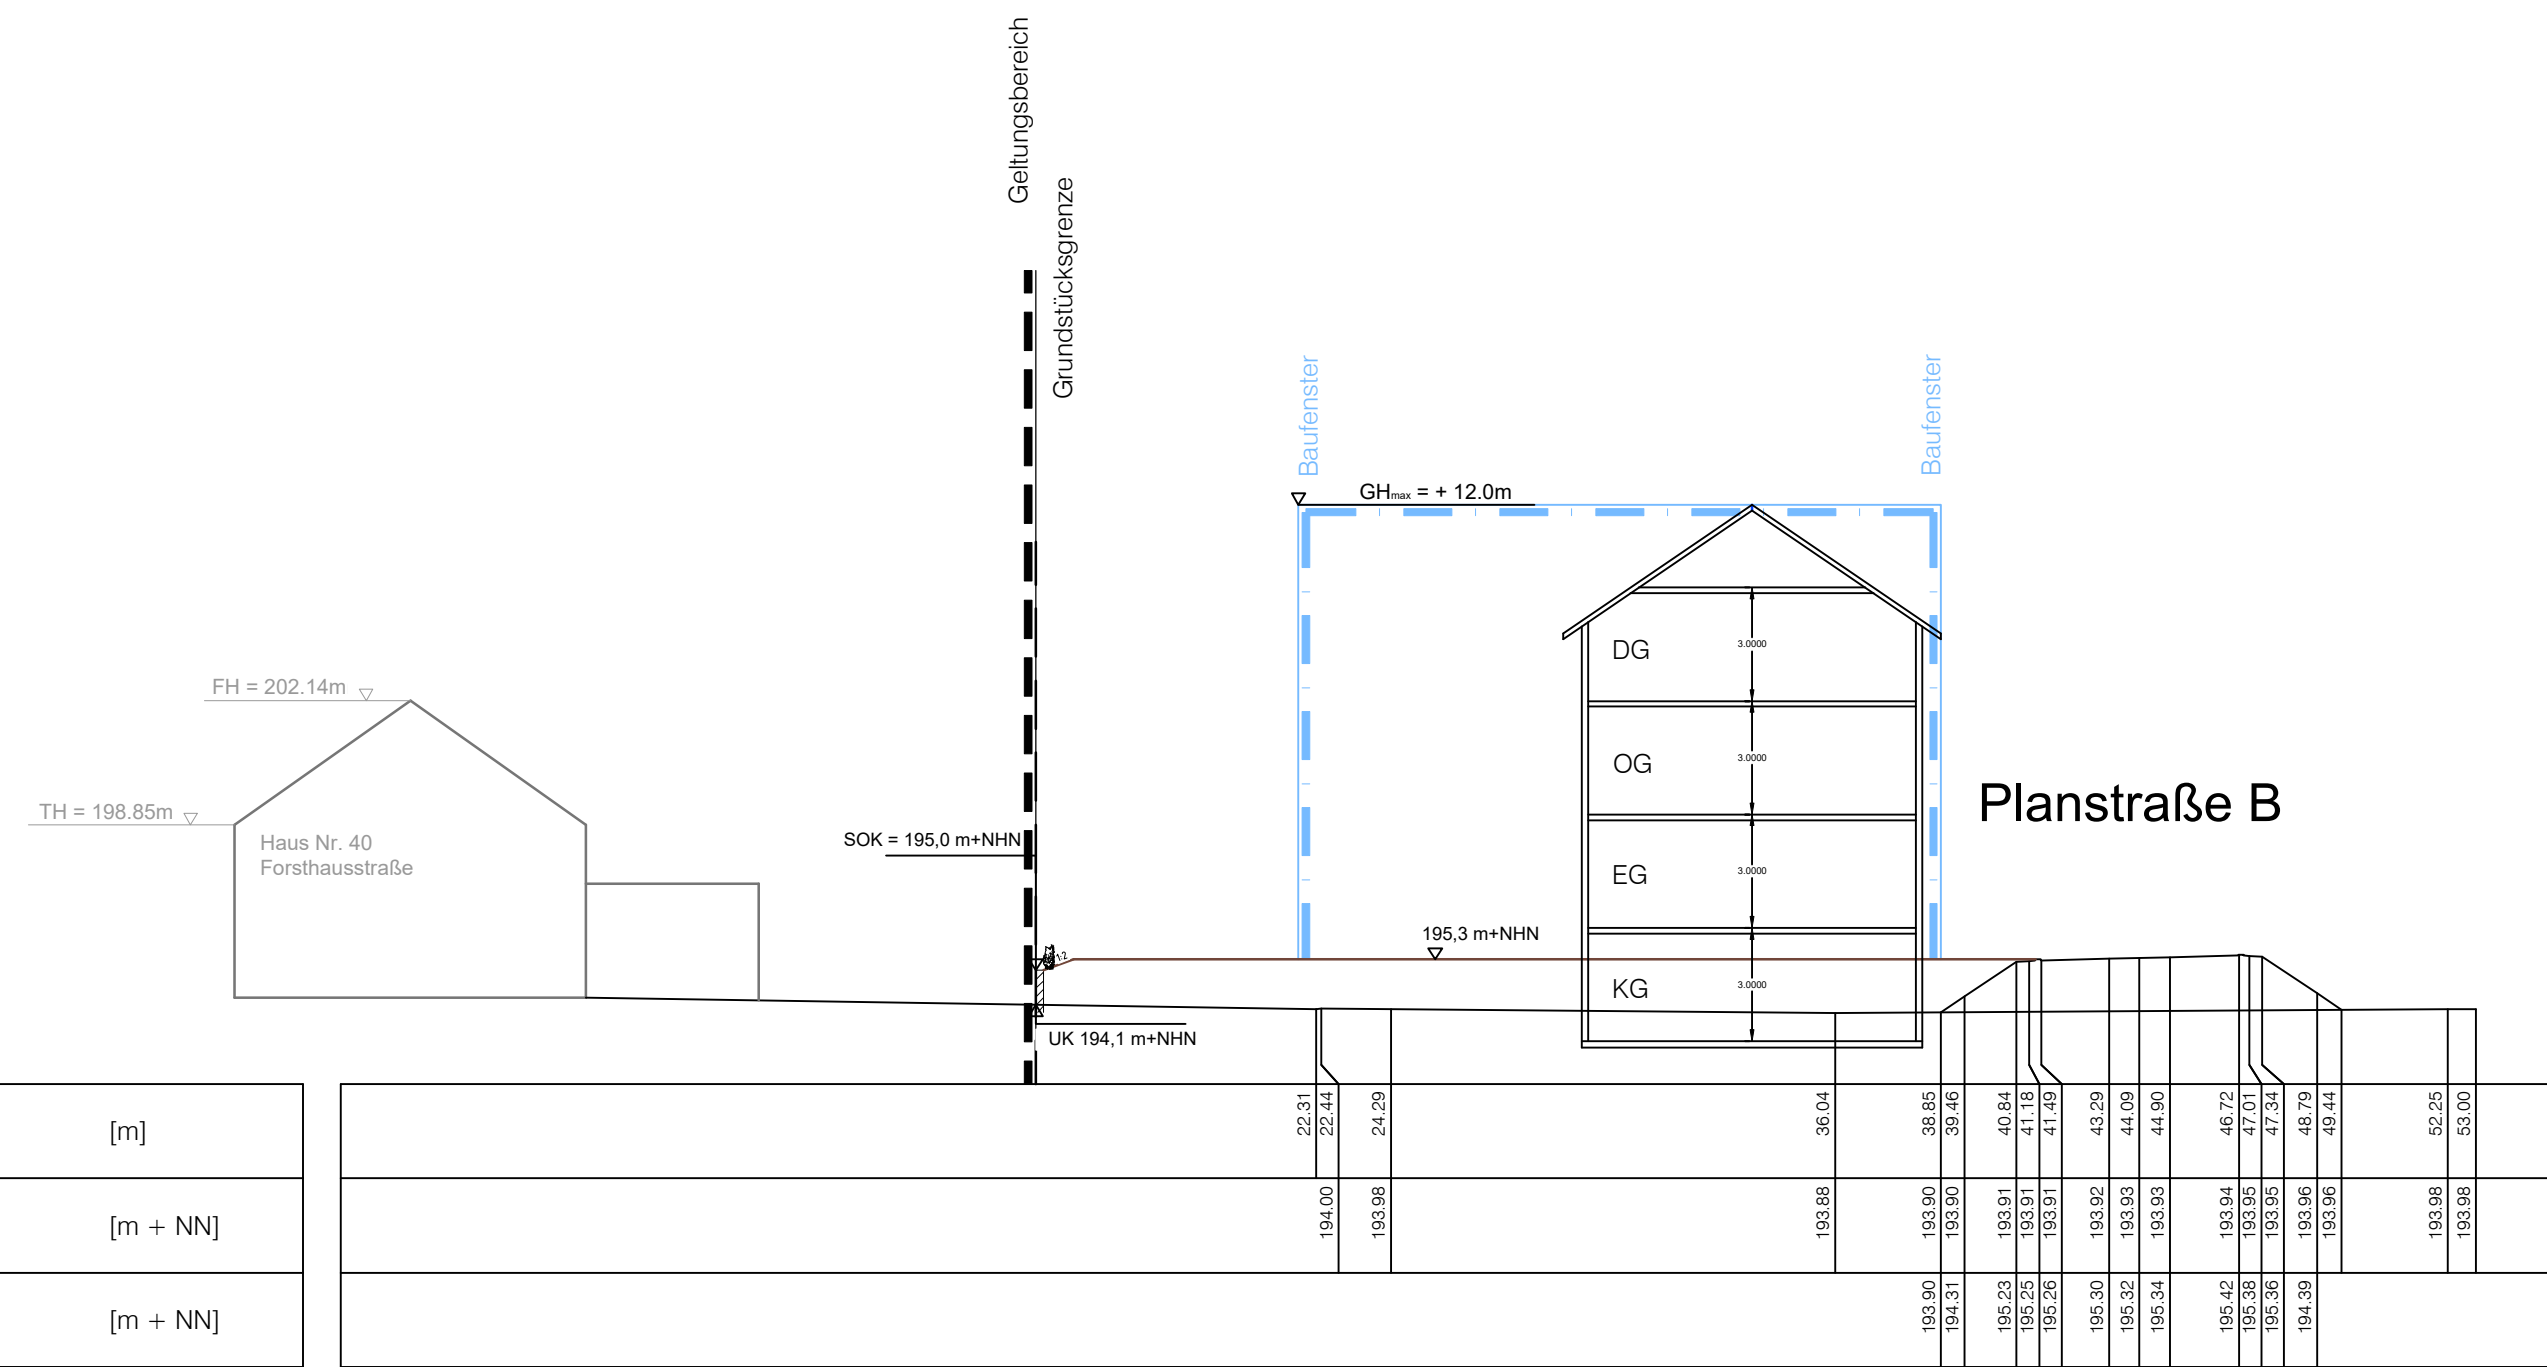 Geltungsbereich
Grundstücksgrenze
Baufenster
Baufenster
GHmax = + 12.0m
DG
3.0000
FH = 202.14m
OG
3.0000
Planstraße B
TH = 198.85m
Haus Nr. 40
Forsthausstraße
SOK = 195,0 m+NHN
EG
3.0000
195,3 m+NHN
1:2
KG
3.0000
UK 194,1 m+NHN
[m]
22.31
22.44
24.29
36.04
38.85
39.46
40.84
41.18
41.49
43.29
44.09
44.90
46.72
47.01
47.34
48.79
49.44
52.25
53.00
[m + NN]
194.00
193.98
193.88
193.90
193.90
193.91
193.91
193.91
193.92
193.93
193.93
193.94
193.95
193.95
193.96
193.96
193.98
193.98
[m + NN]
193.90
194.31
195.23
195.25
195.26
195.30
195.32
195.34
195.42
195.38
195.36
194.39